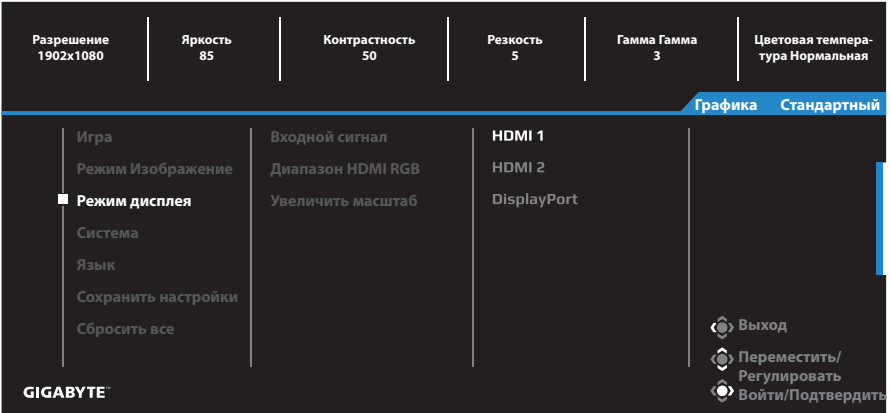 Разрешение
1902x1080
Яркость
85
Контрастность
50
Резкость
5
Гамма Гамма
3
Цветовая темпера-
тура Нормальная
Графика Стандартный
Игра
Режим Изображение
Режим дисплея
Система
Язык
Сохранить настройки
Сбросить все
Входной сигнал
Диапазон HDMI RGB
Увеличить масштаб
HDMI 1
HDMI 2
DisplayPort
Выход
Переместить/
Регулировать
Войти/Подтвердить
GIGABYTE™